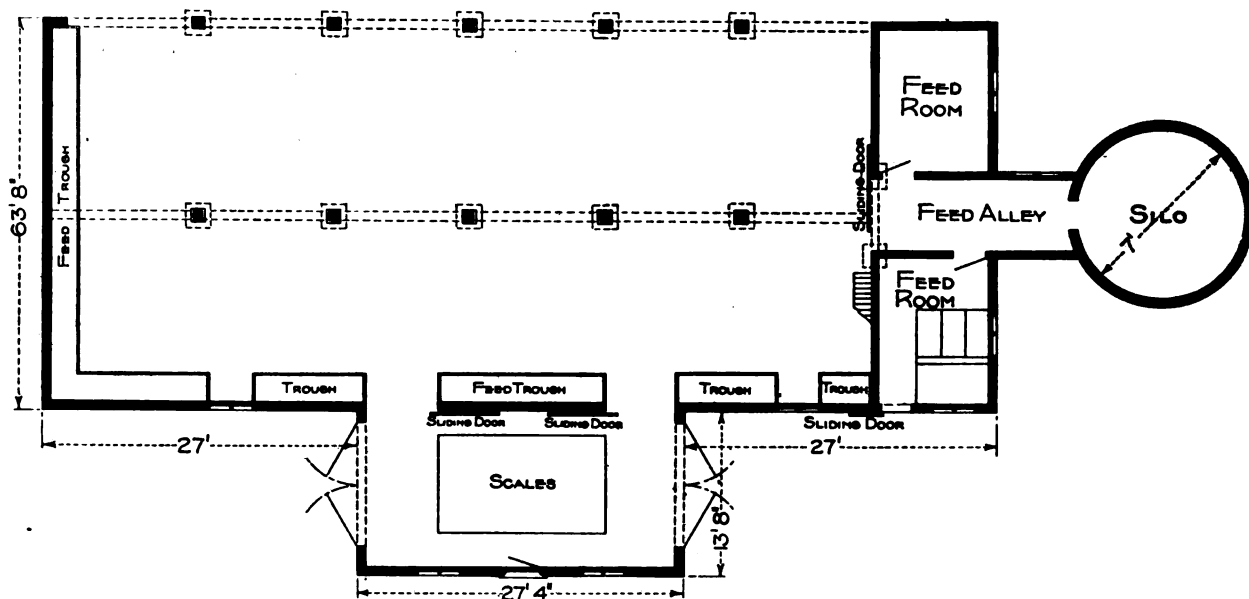 FEED
ROOM
63'8"
FEED TROUGH
SLIDING DOOR
FEED ALLEY
SILO
7'
FEED
ROOM
TROUGH
FEED TROUGH
TROUGH
TROUGH
SLIDING DOOR
SLIDING DOOR
SLIDING DOOR
27'
27'
SCALES
13'8"
27'4"